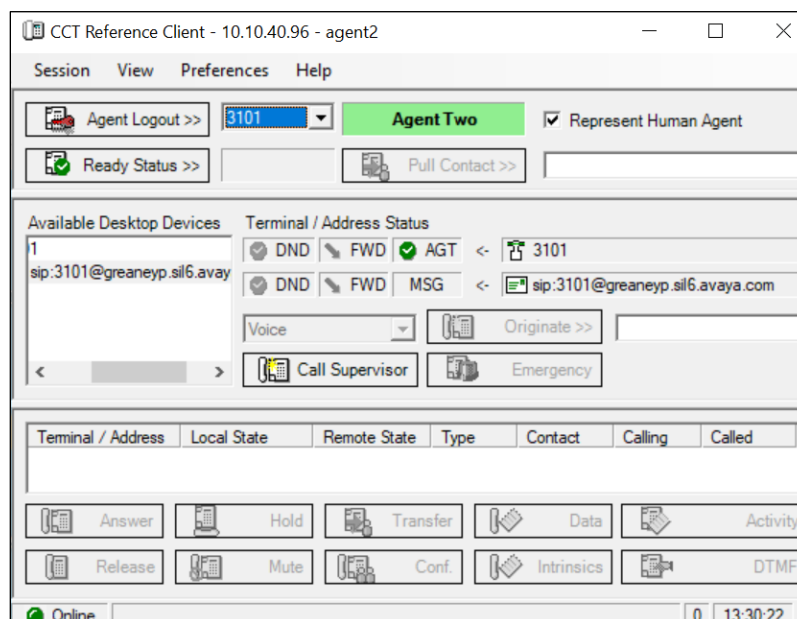 CCT Reference Client - 10.10.40.96 - agent2
Session View Preferences Help
Agent Logout >> 3101 Agent Two Represent Human Agent
Ready Status >> Pull Contact >>
Available Desktop Devices Terminal / Address Status
1 DND FWD AGT <- 3101
sip:3101@greaneyp.sil6.avay DND FWD MSG <- sip:3101@greaneyp.sil6.avaya.com
Voice Originate >>
Call Supervisor Emergency
Terminal / Address Local State Remote State Type Contact Calling Called
Answer Hold Transfer Data Activity
Release Mute Conf. Intrinsics DTMF
Online 0 13:30:22